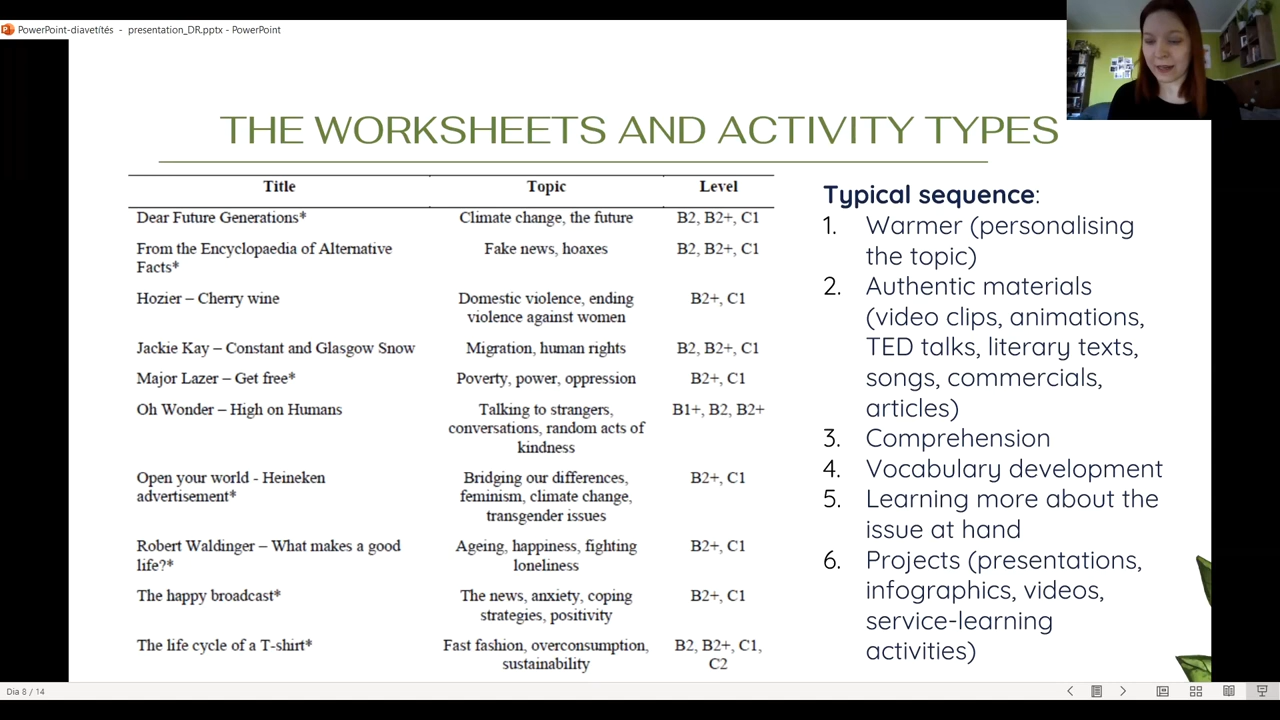 PowerPoint-diavetítés - presentation_DR.pptx - PowerPoint
THE WORKSHEETS AND ACTIVITY TYPES
Title Topic Level
Dear Future Generations* Climate change, the future B2, B2+, C1
From the Encyclopaedia of Alternative Fake news, hoaxes B2, B2+, C1
Facts*
Hozier – Cherry wine Domestic violence, ending B2+, C1
violence against women
Jackie Kay – Constant and Glasgow Snow Migration, human rights B2, B2+, C1
Major Lazer – Get free* Poverty, power, oppression B2+, C1
Oh Wonder – High on Humans Talking to strangers, B1+, B2, B2+
conversations, random acts of
kindness
Open your world - Heineken Bridging our differences, B2+, C1
advertisement* feminism, climate change,
transgender issues
Robert Waldinger – What makes a good Ageing, happiness, fighting B2+, C1
life?* loneliness
The happy broadcast* The news, anxiety, coping B2+, C1
strategies, positivity
The life cycle of a T-shirt* Fast fashion, overconsumption, B2, B2+, C1,
sustainability C2
Typical sequence:
1. Warmer (personalising
the topic)
2. Authentic materials
(video clips, animations,
TED talks, literary texts,
songs, commercials,
articles)
3. Comprehension
4. Vocabulary development
5. Learning more about the
issue at hand
6. Projects (presentations,
infographics, videos,
service-learning
activities)
Dia 8 / 14